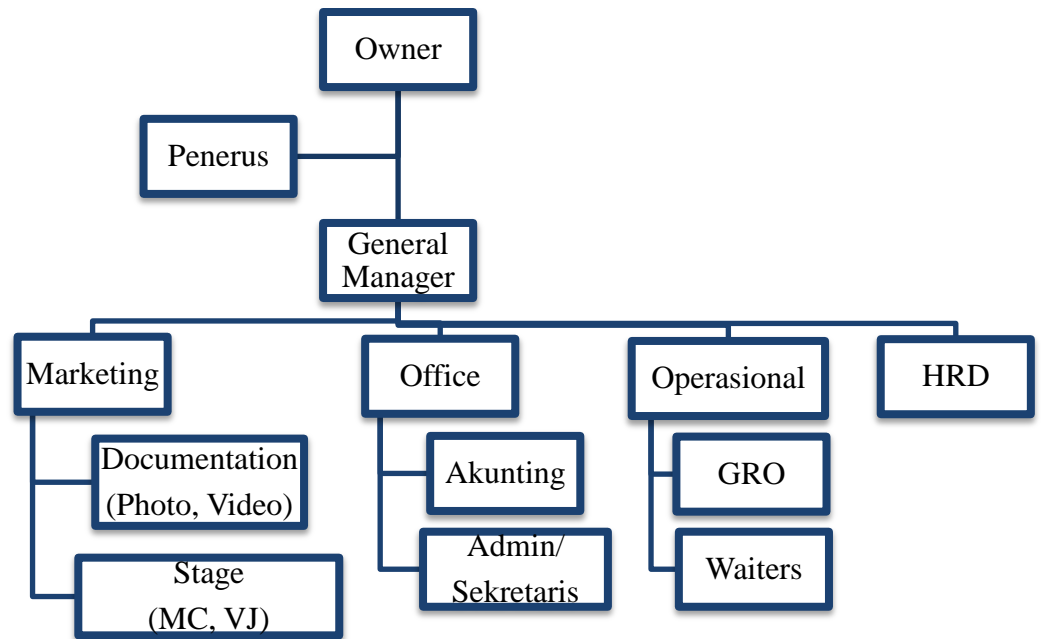 Owner
Penerus
General
Manager
Marketing
Office
Operasional
HRD
Documentation
(Photo, Video)
Akunting
GRO
Stage
(MC, VJ)
Admin/
Sekretaris
Waiters